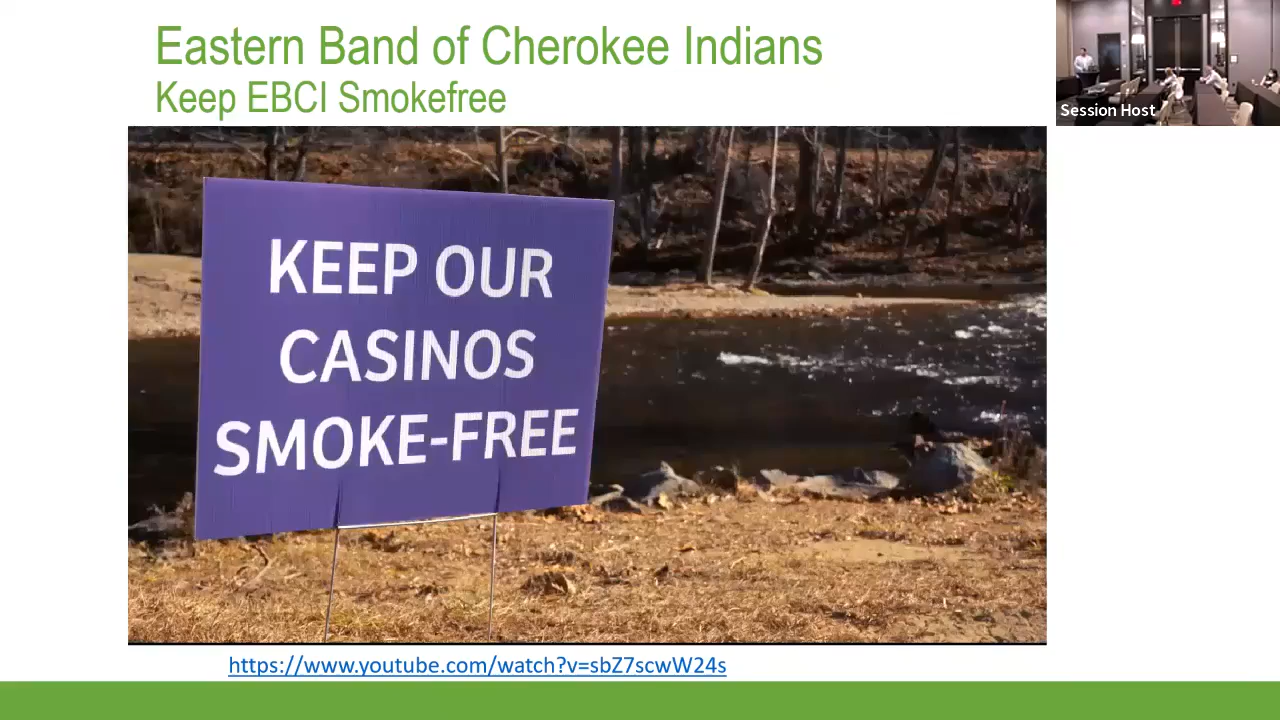 Eastern Band of Cherokee Indians
Keep EBCI Smokefree
Session Host
KEEP OUR
CASINOS
SMOKE-FREE
https://www.youtube.com/watch?v=sbZ7scwW24s